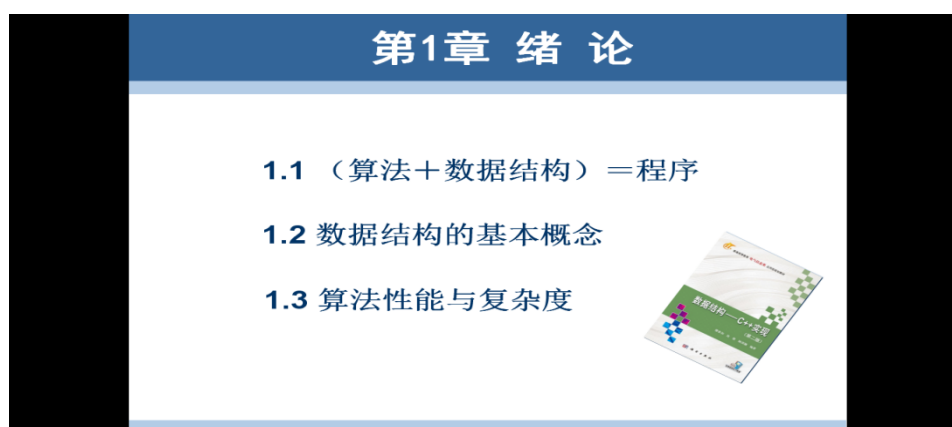 第1章 绪 论
1.1 （算法＋数据结构）＝程序
1.2 数据结构的基本概念
1.3 算法性能与复杂度
数据结构——C++实现